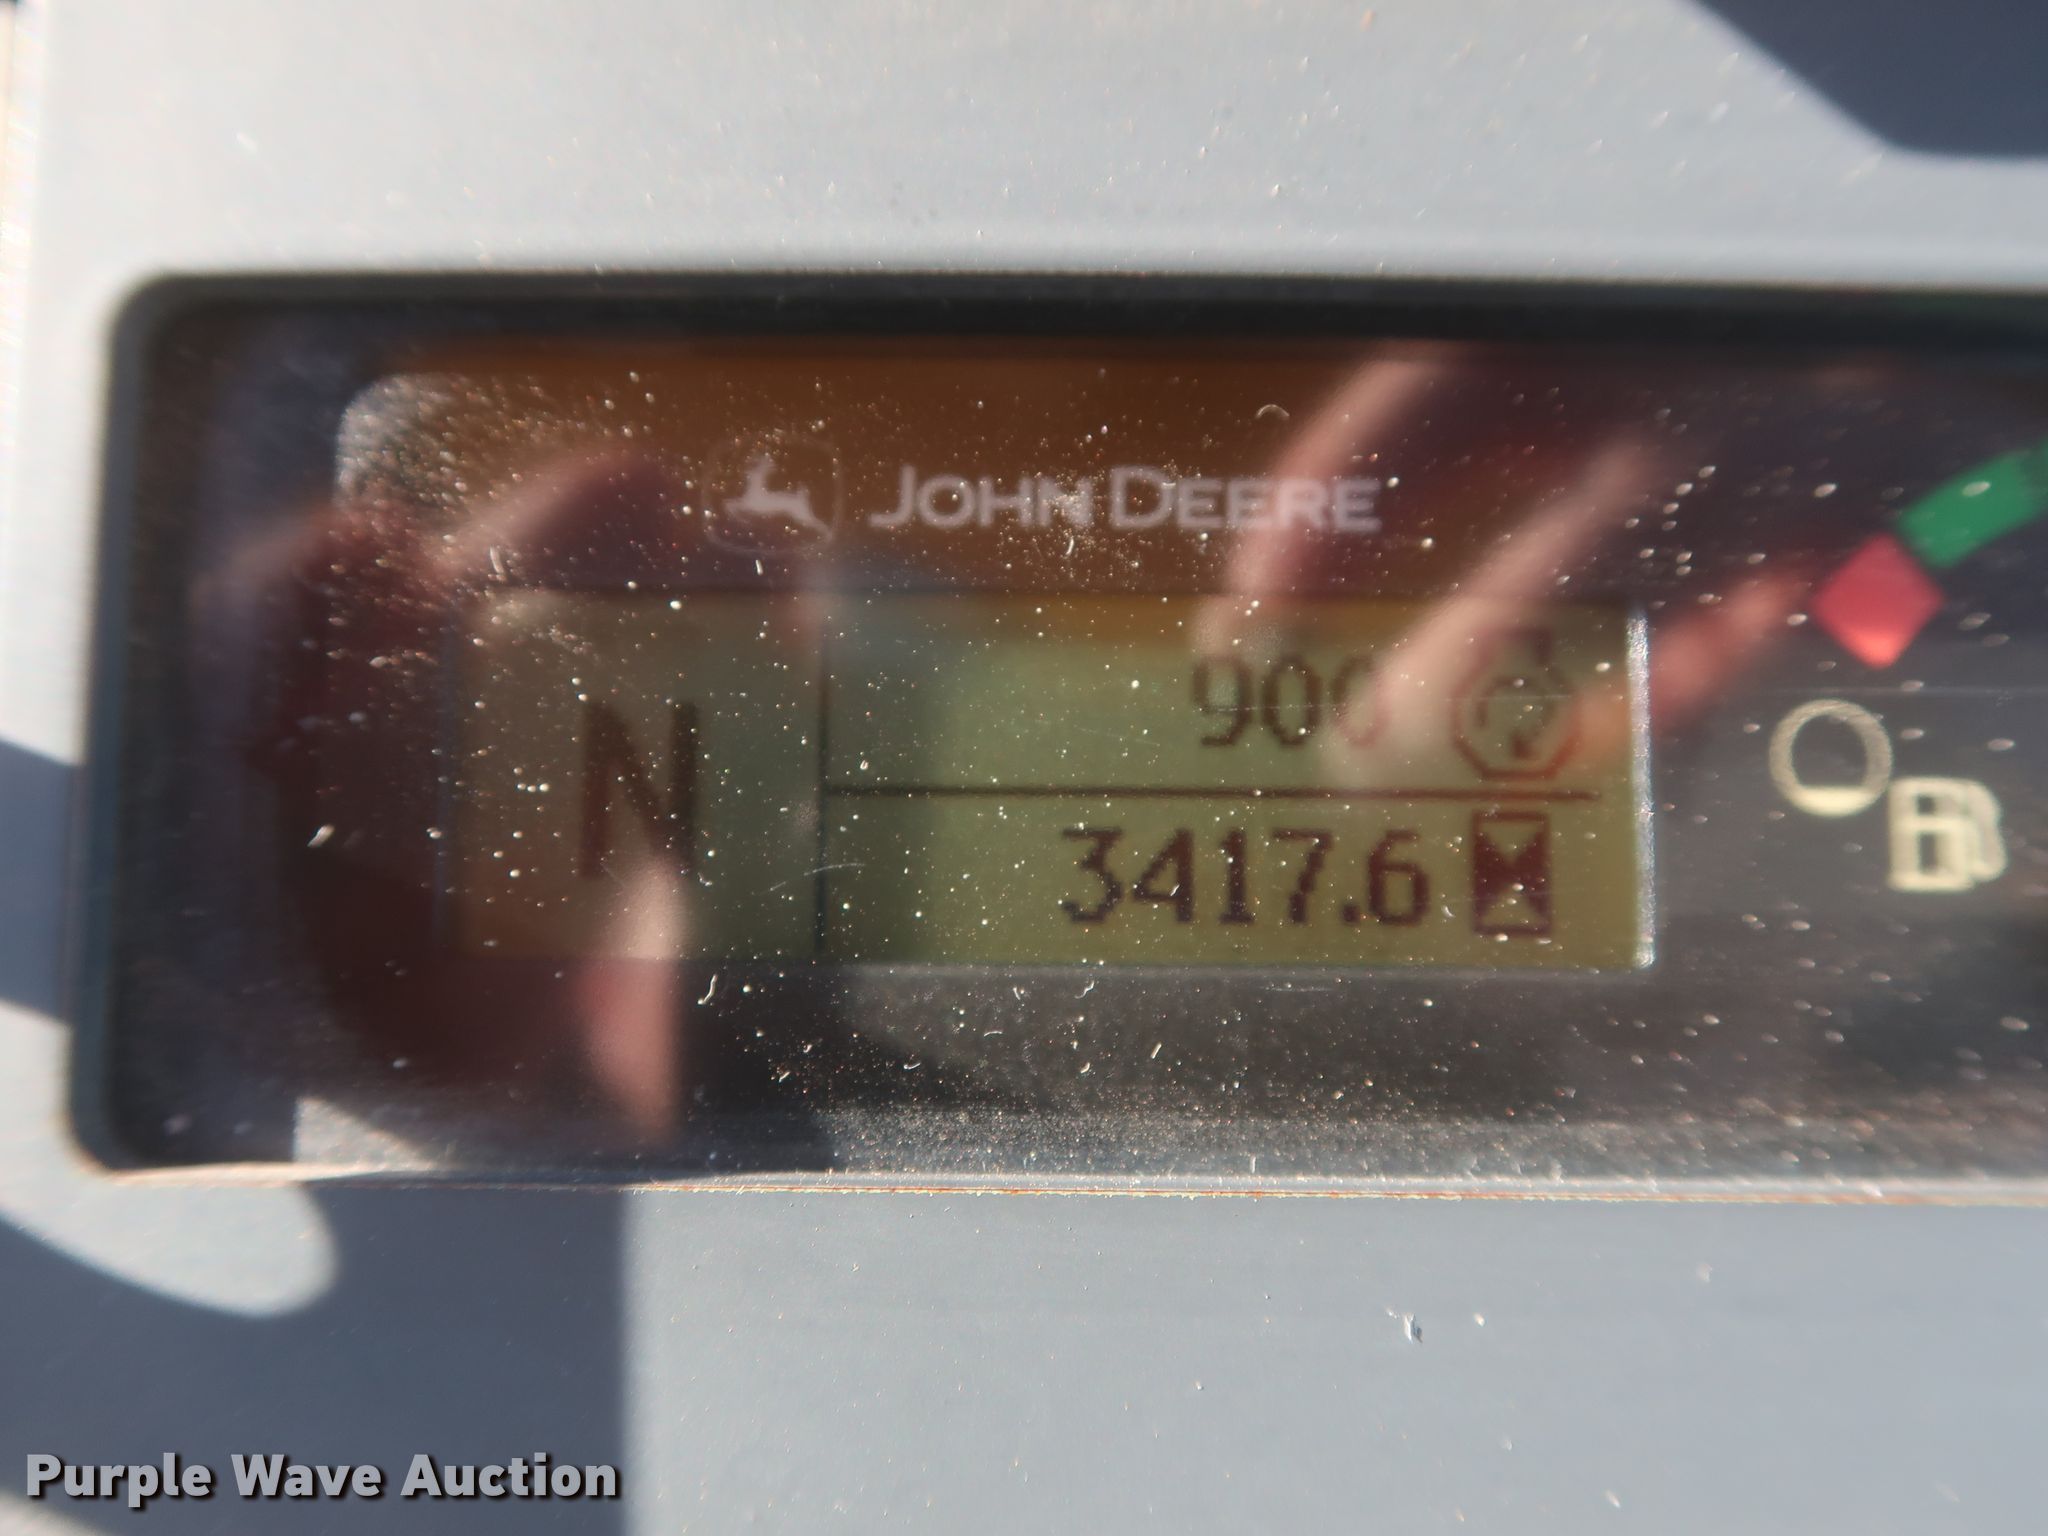 JOHN DEERE
N
900
3417.6
Purple Wave Auction